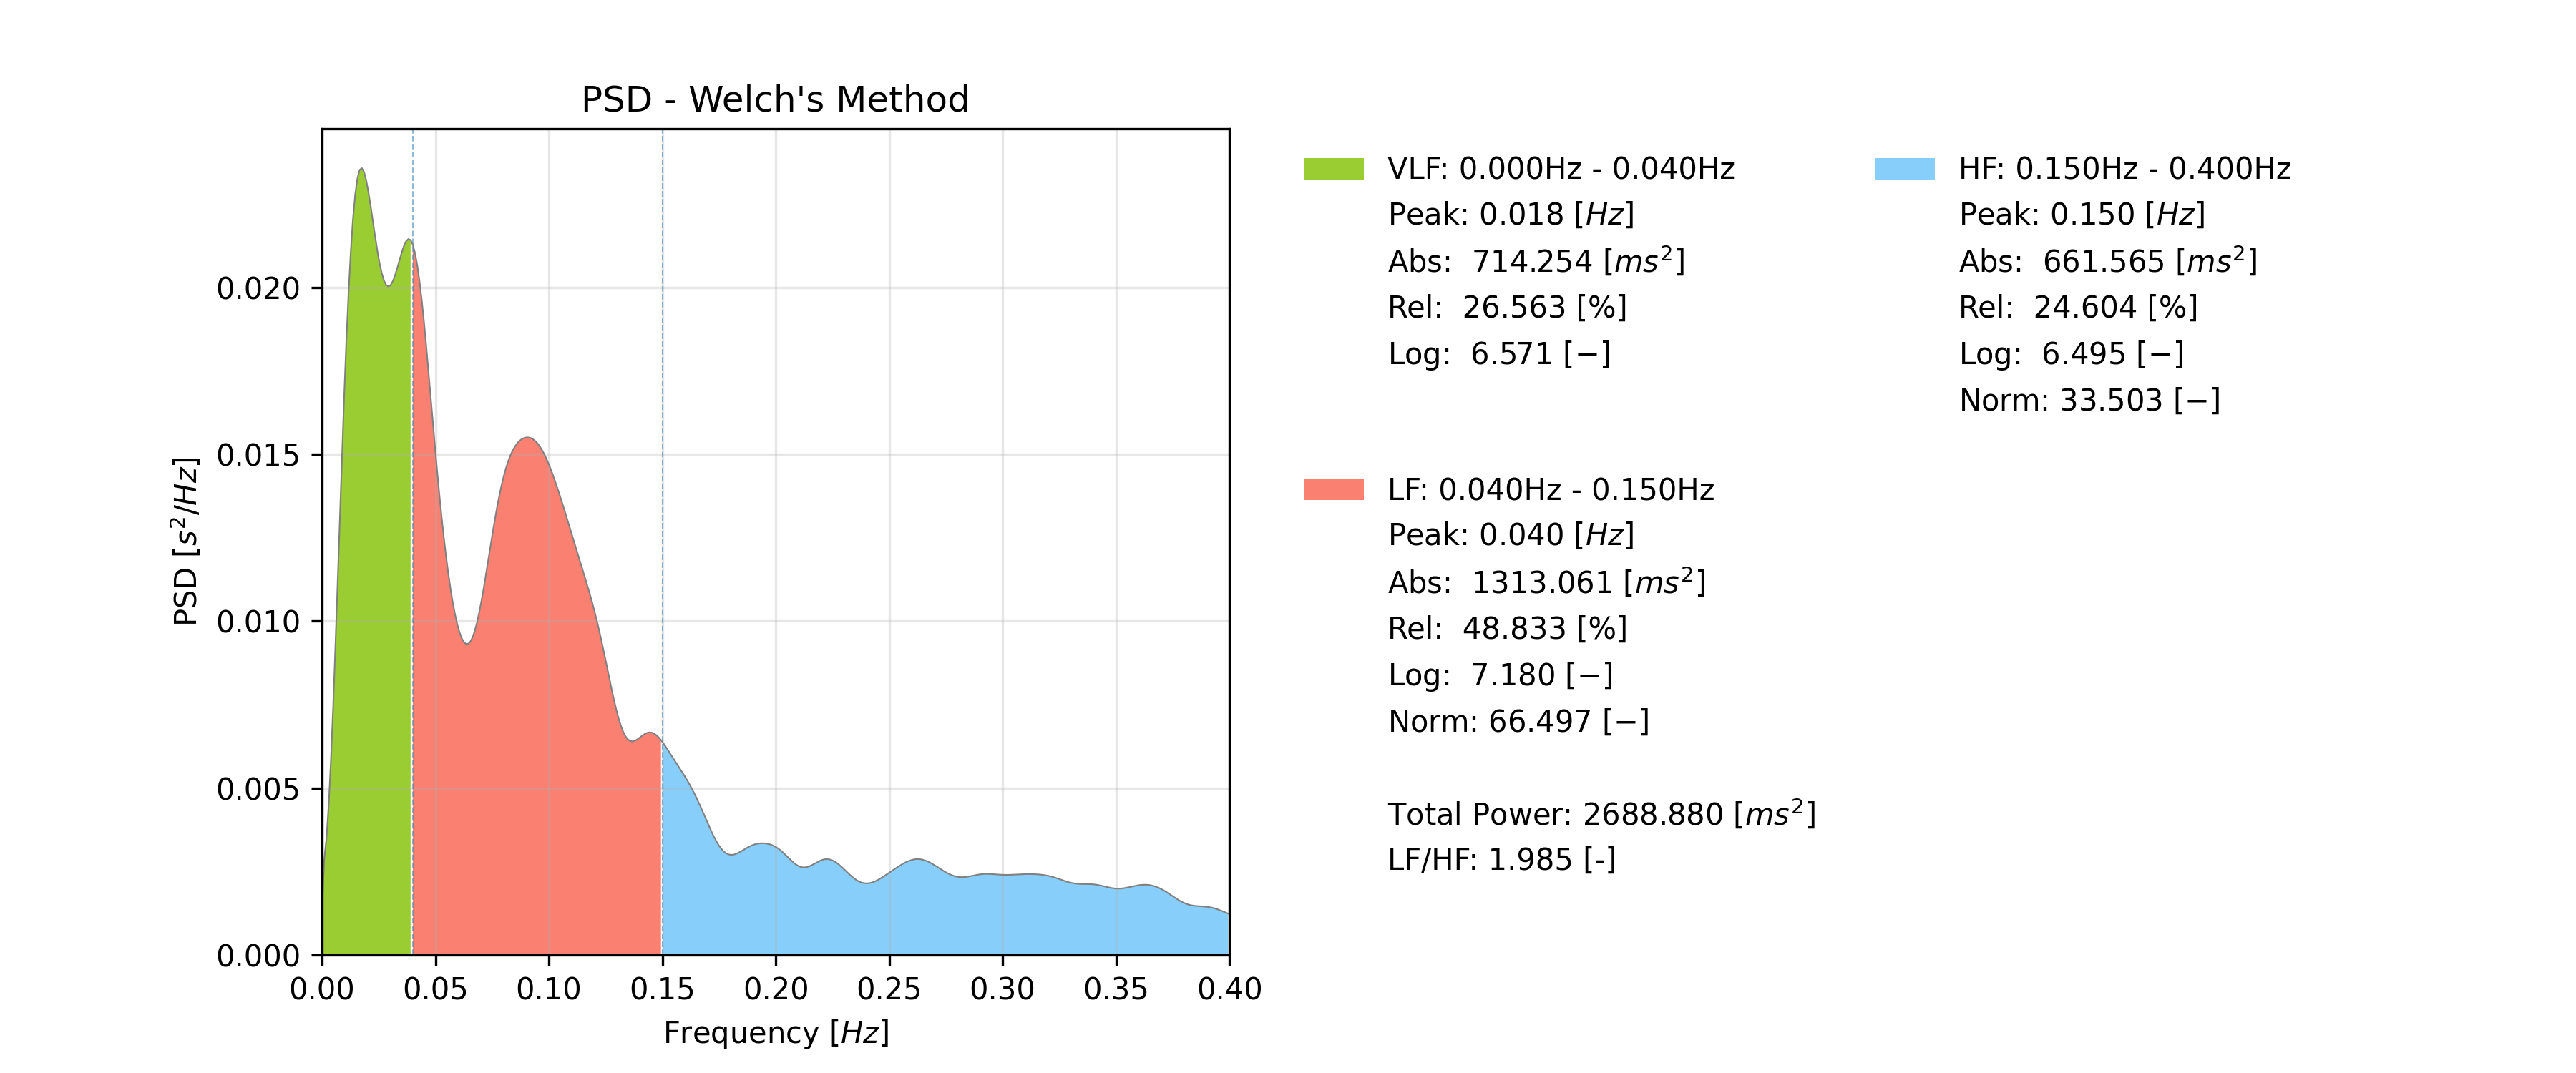 PSD - Welch's Method
PSD [s²/Hz]
0.020
0.015
0.010
0.005
0.000
0.00 0.05 0.10 0.15 0.20 0.25 0.30 0.35 0.40
Frequency [Hz]
VLF: 0.000Hz - 0.040Hz
Peak: 0.018 [Hz]
Abs: 714.254 [ms²]
Rel: 26.563 [%]
Log: 6.571 [−]
LF: 0.040Hz - 0.150Hz
Peak: 0.040 [Hz]
Abs: 1313.061 [ms²]
Rel: 48.833 [%]
Log: 7.180 [−]
Norm: 66.497 [−]
Total Power: 2688.880 [ms²]
LF/HF: 1.985 [-]
HF: 0.150Hz - 0.400Hz
Peak: 0.150 [Hz]
Abs: 661.565 [ms²]
Rel: 24.604 [%]
Log: 6.495 [−]
Norm: 33.503 [−]